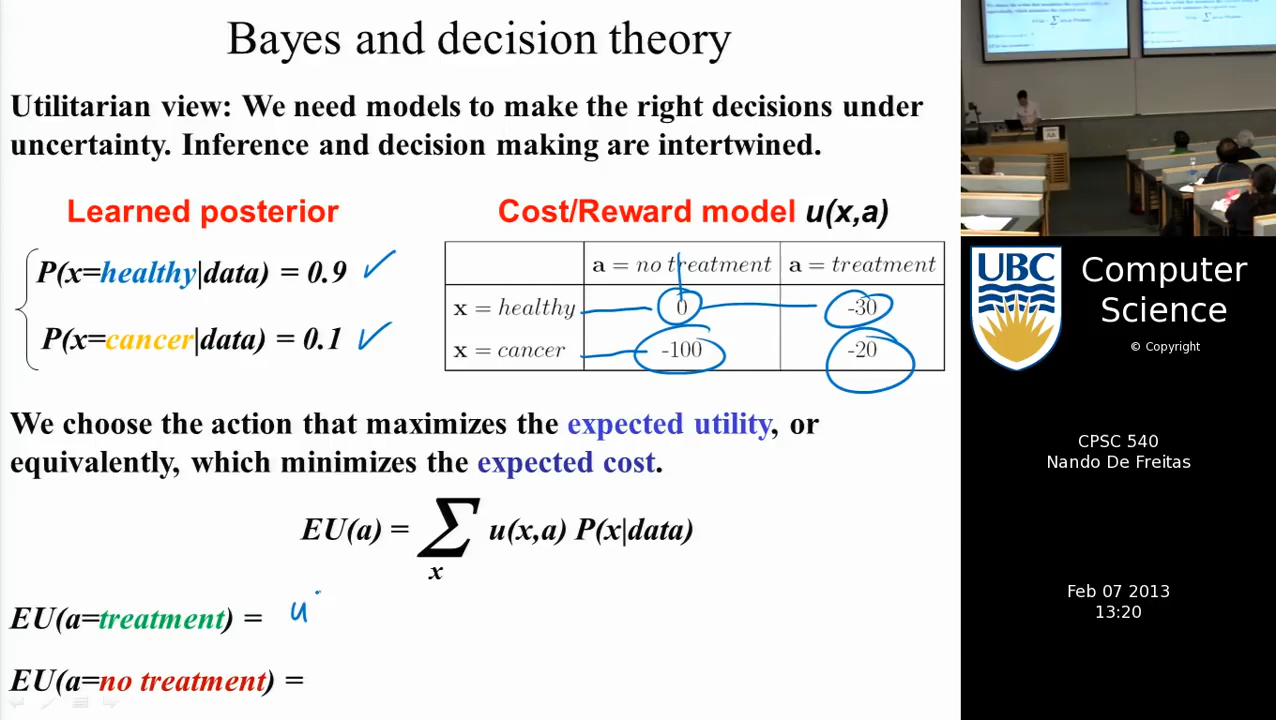 Bayes and decision theory
Utilitarian view: We need models to make the right decisions under
uncertainty. Inference and decision making are intertwined.
Learned posterior
Cost/Reward model u(x,a)
P(x=healthy|data) = 0.9
P(x=cancer|data) = 0.1
a = no treatment a = treatment
x = healthy 0 -30
x = cancer -100 -20
We choose the action that maximizes the expected utility, or
equivalently, which minimizes the expected cost.
EU(a) = ∑ u(x,a) P(x|data)
x
EU(a=treatment) = u
EU(a=no treatment) =
UBC
Computer
Science
© Copyright
CPSC 540
Nando De Freitas
Feb 07 2013
13:20